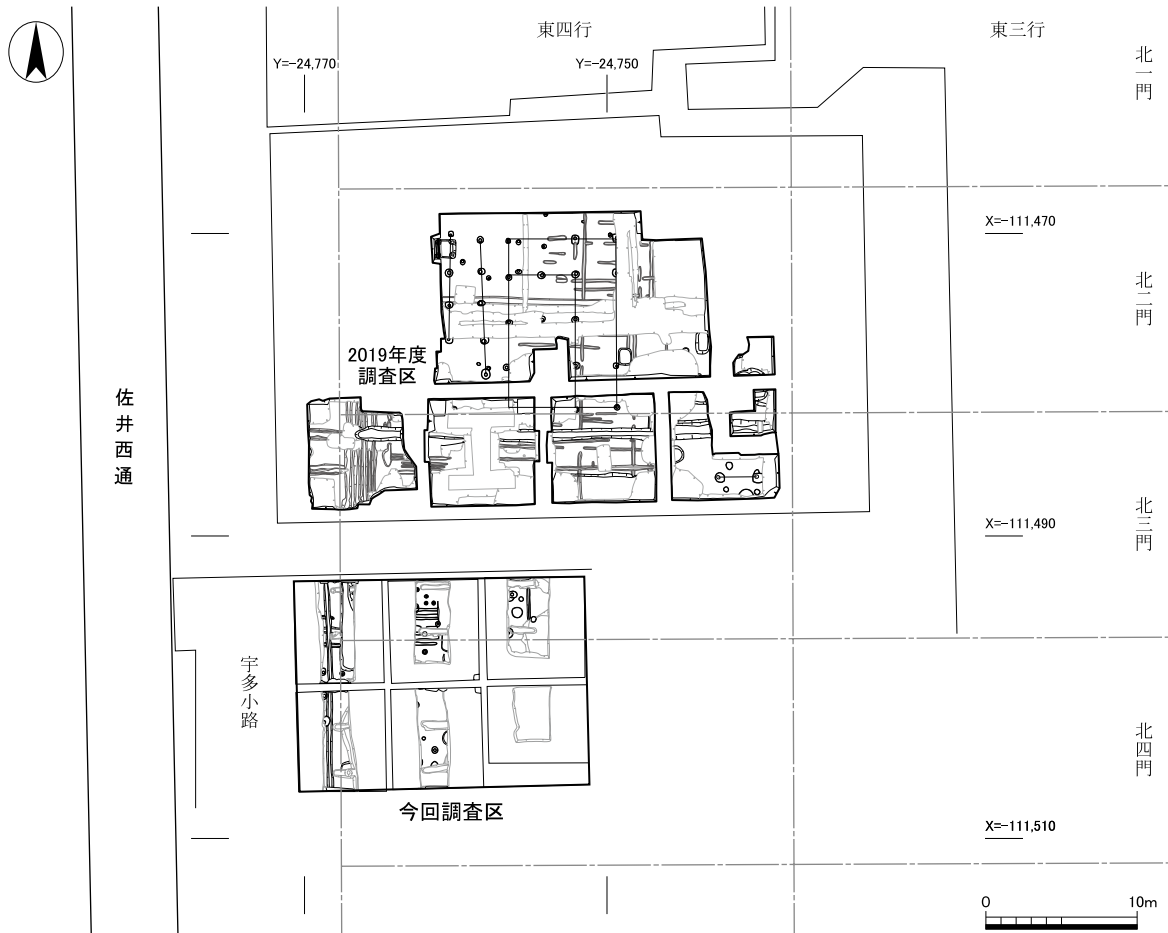 東四行
東三行
Y=-24,770
Y=-24,750
北一門
X=-111,470
北二門
2019年度
調査区
佐井西通
X=-111,490
北三門
宇多小路
北四門
今回調査区
X=-111,510
0
10m